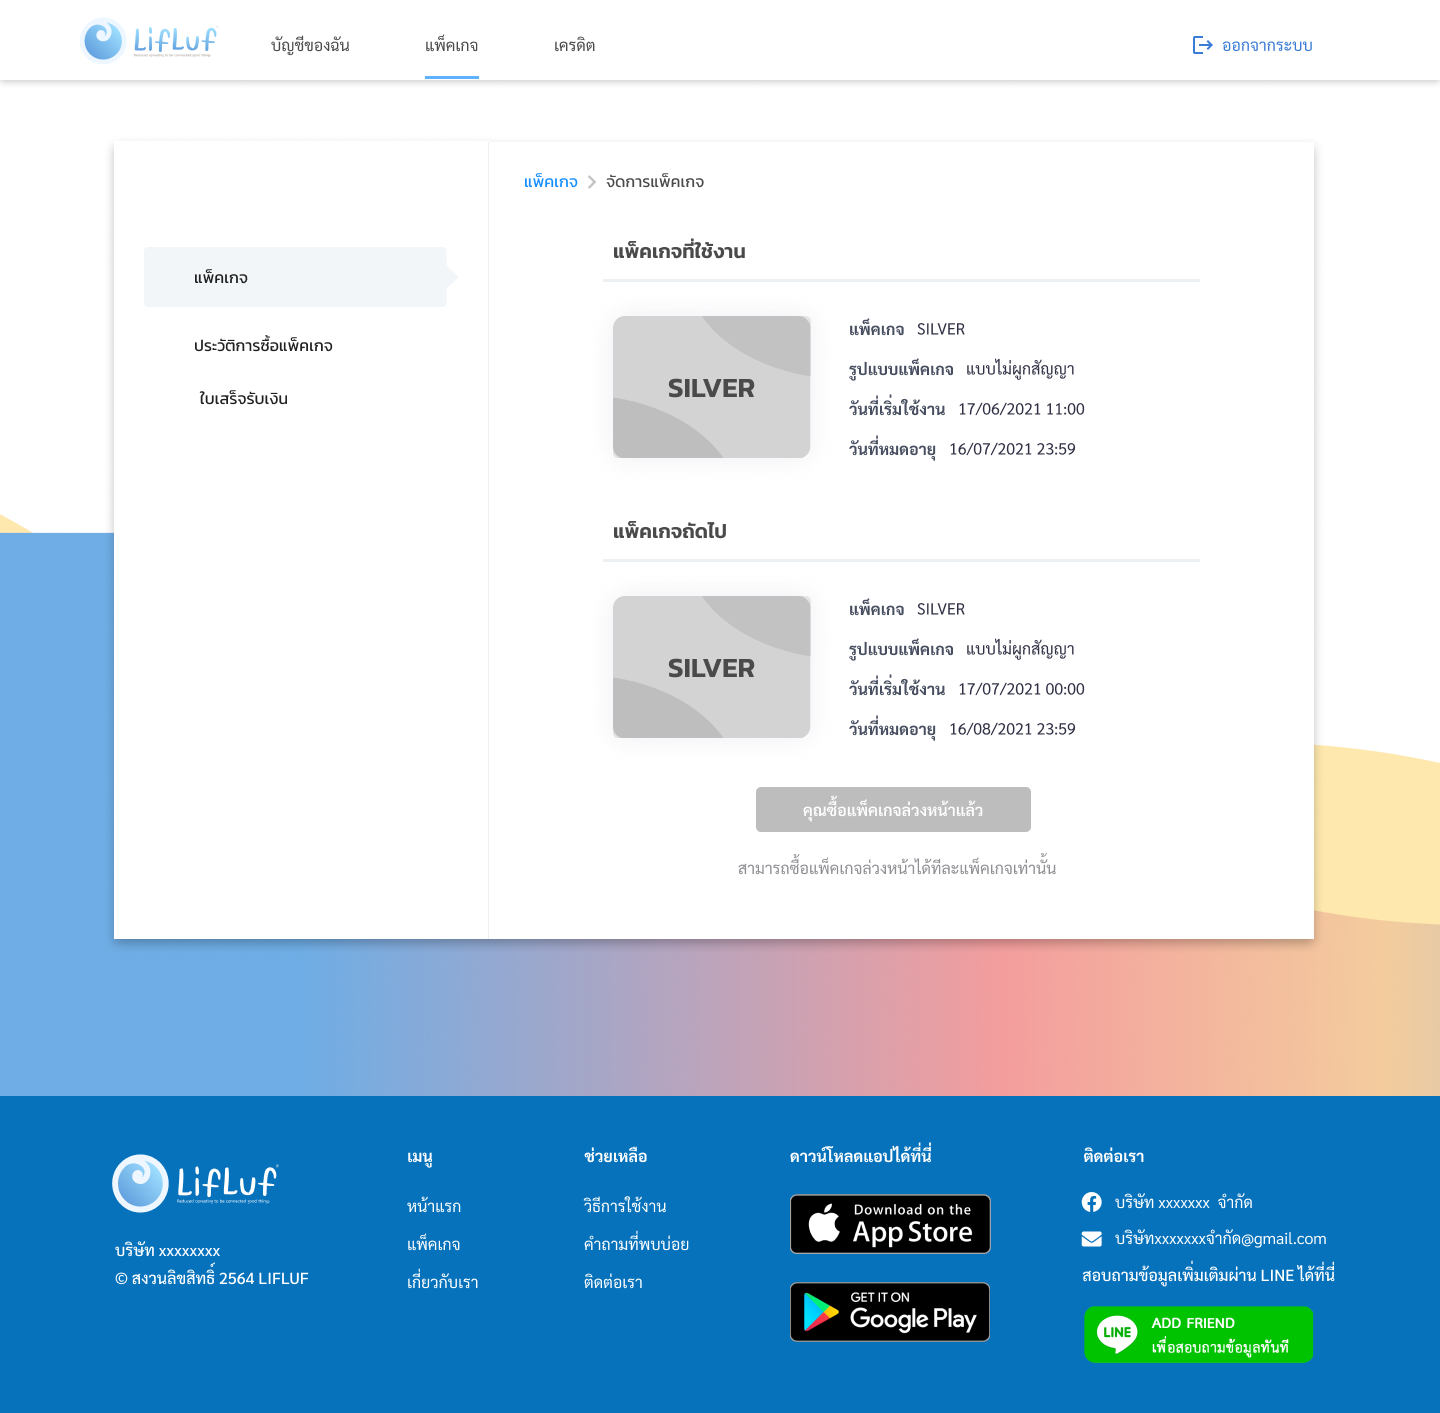 LifLuf
บัญชีของฉัน
แพ็คเกจ
เครดิต
ออกจากระบบ
แพ็คเกจ
จัดการแพ็คเกจ
แพ็คเกจ
ประวัติการซื้อแพ็คเกจ
ใบเสร็จรับเงิน
แพ็คเกจที่ใช้งาน
SILVER
แพ็คเกจ SILVER
รูปแบบแพ็คเกจ แบบไม่ผูกสัญญา
วันที่เริ่มใช้งาน 17/06/2021 11:00
วันที่หมดอายุ 16/07/2021 23:59
แพ็คเกจถัดไป
SILVER
แพ็คเกจ SILVER
รูปแบบแพ็คเกจ แบบไม่ผูกสัญญา
วันที่เริ่มใช้งาน 17/07/2021 00:00
วันที่หมดอายุ 16/08/2021 23:59
คุณซื้อแพ็คเกจล่วงหน้าแล้ว
สามารถซื้อแพ็คเกจล่วงหน้าได้ทีละแพ็คเกจเท่านั้น
LifLuf
บริษัท xxxxxxxx
© สงวนลิขสิทธิ์ 2564 LIFLUF
เมนู
หน้าแรก
แพ็คเกจ
เกี่ยวกับเรา
ช่วยเหลือ
วิธีการใช้งาน
คำถามที่พบบ่อย
ติดต่อเรา
ดาวน์โหลดแอปได้ที่นี่
Download on the
App Store
GET IT ON
Google Play
ติดต่อเรา
บริษัท xxxxxxx จำกัด
บริษัทxxxxxxxจำกัด@gmail.com
สอบถามข้อมูลเพิ่มเติมผ่าน LINE ได้ที่นี่
LINE
ADD FRIEND
เพื่อสอบถามข้อมูลทันที